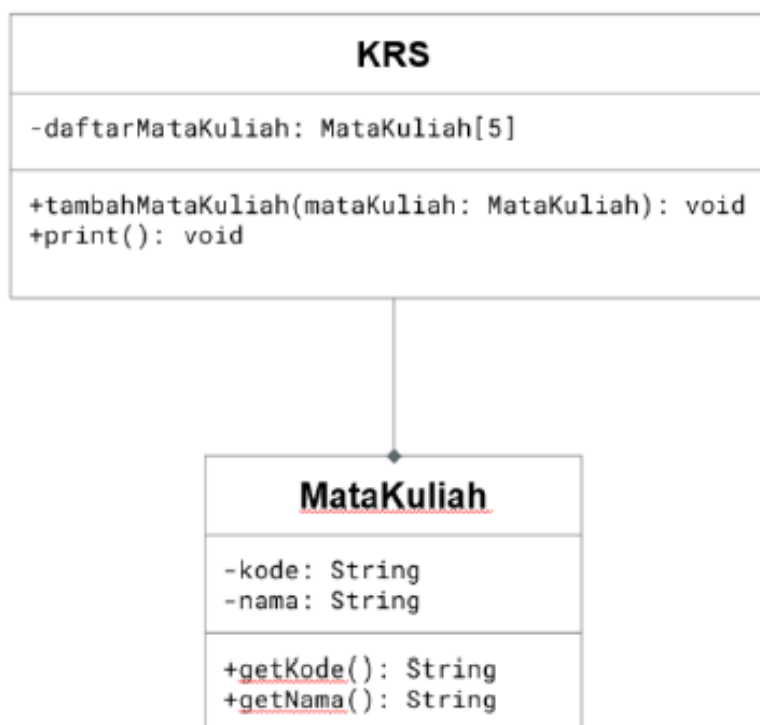 KRS
-daftarMataKuliah: MataKuliah[5]
+tambahMataKuliah(mataKuliah: MataKuliah): void
+print(): void
MataKuliah
-kode: String
-nama: String
+getKode(): String
+getNama(): String